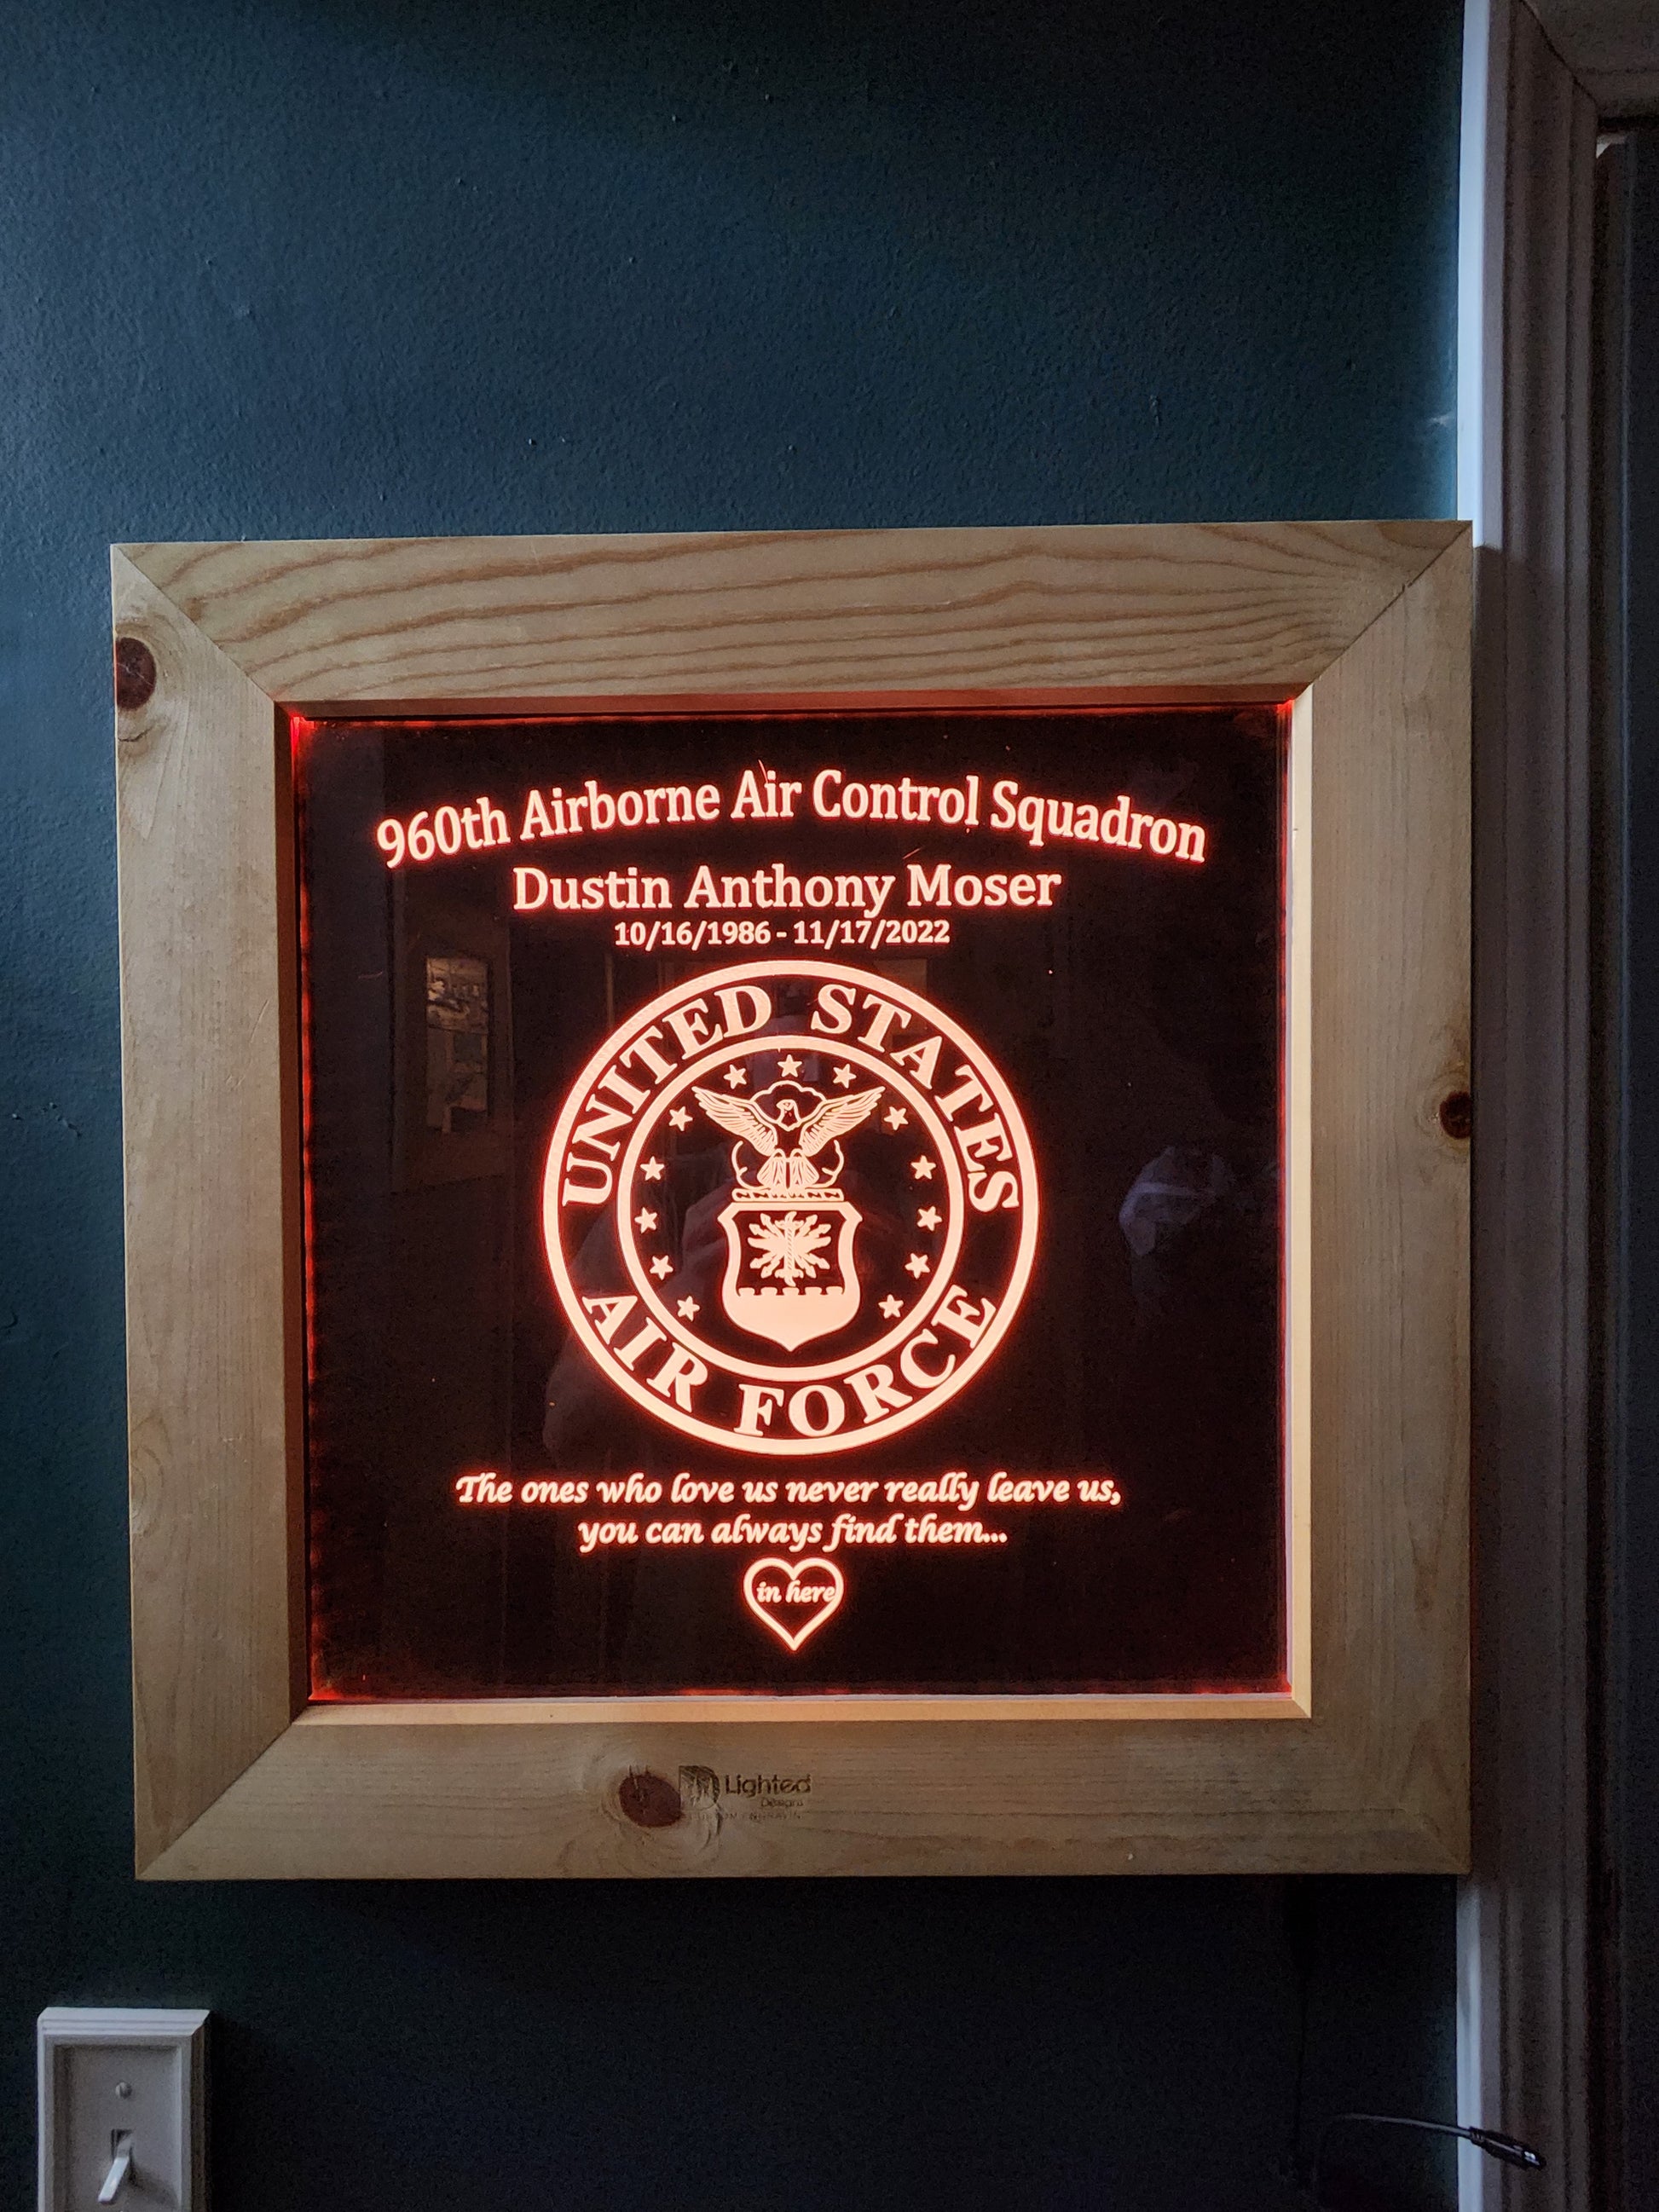 960th Airborne Air Control Squadron
Dustin Anthony Moser
10/16/1986 - 11/17/2022
UNITED STATES
AIR FORCE
The ones who love us never really leave us,
you can always find them...
in here
Lighted
Designs